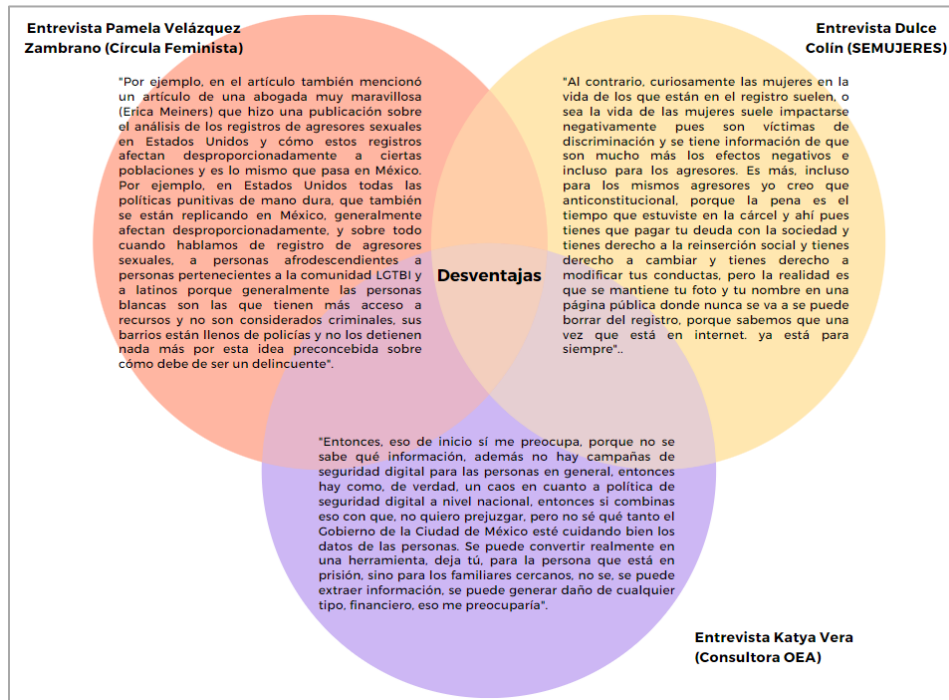 Entrevista Pamela Velázquez
Zambrano (Círcula Feminista)
"Por ejemplo, en el artículo también mencionó
un artículo de una abogada muy maravillosa
(Erica Meiners) que hizo una publicación sobre
el análisis de los registros de agresores sexuales
en Estados Unidos y cómo estos registros
afectan desproporcionadamente a ciertas
poblaciones y es lo mismo que pasa en México.
Por ejemplo, en Estados Unidos todas las
políticas punitivas de mano dura, que también
se están replicando en México, generalmente
afectan desproporcionadamente, y sobre todo
cuando hablamos de registro de agresores
sexuales, a personas afrodescendientes a
personas pertenecientes a la comunidad LGTBI y
a latinos porque generalmente las personas
blancas son las que tienen más acceso a
recursos y no son considerados criminales, sus
barrios están llenos de policías y no los detienen
nada más por esta idea preconcebida sobre
cómo debe de ser un delincuente".
Entrevista Dulce
Colín (SEMUJERES)
"Al contrario, curiosamente las mujeres en la
vida de los que están en el registro suelen, o
sea la vida de las mujeres suele impactarse
negativamente pues son víctimas de
discriminación y se tiene información de que
son mucho más los efectos negativos e
incluso para los agresores. Es más, incluso
para los mismos agresores yo creo que
anticonstitucional, porque la pena es el
tiempo que estuviste en la cárcel y ahí pues
tienes que pagar tu deuda con la sociedad y
tienes derecho a la reinserción social y tienes
derecho a cambiar y tienes derecho a
modificar tus conductas, pero la realidad es
que se mantiene tu foto y tu nombre en una
página pública donde nunca se va a se puede
borrar del registro, porque sabemos que una
vez que está en internet. ya está para
siempre"..
Desventajas
"Entonces, eso de inicio sí me preocupa, porque no se
sabe qué información, además no hay campañas de
seguridad digital para las personas en general, entonces
hay como, de verdad, un caos en cuanto a política de
seguridad digital a nivel nacional, entonces si combinas
eso con que, no quiero prejuzgar, pero no sé qué tanto el
Gobierno de la Ciudad de México esté cuidando bien los
datos de las personas. Se puede convertir realmente en
una herramienta, deja tú, para la persona que está en
prisión, sino para los familiares cercanos, no se, se puede
extraer información, se puede generar daño de cualquier
tipo, financiero, eso me preocuparía".
Entrevista Katya Vera
(Consultora OEA)